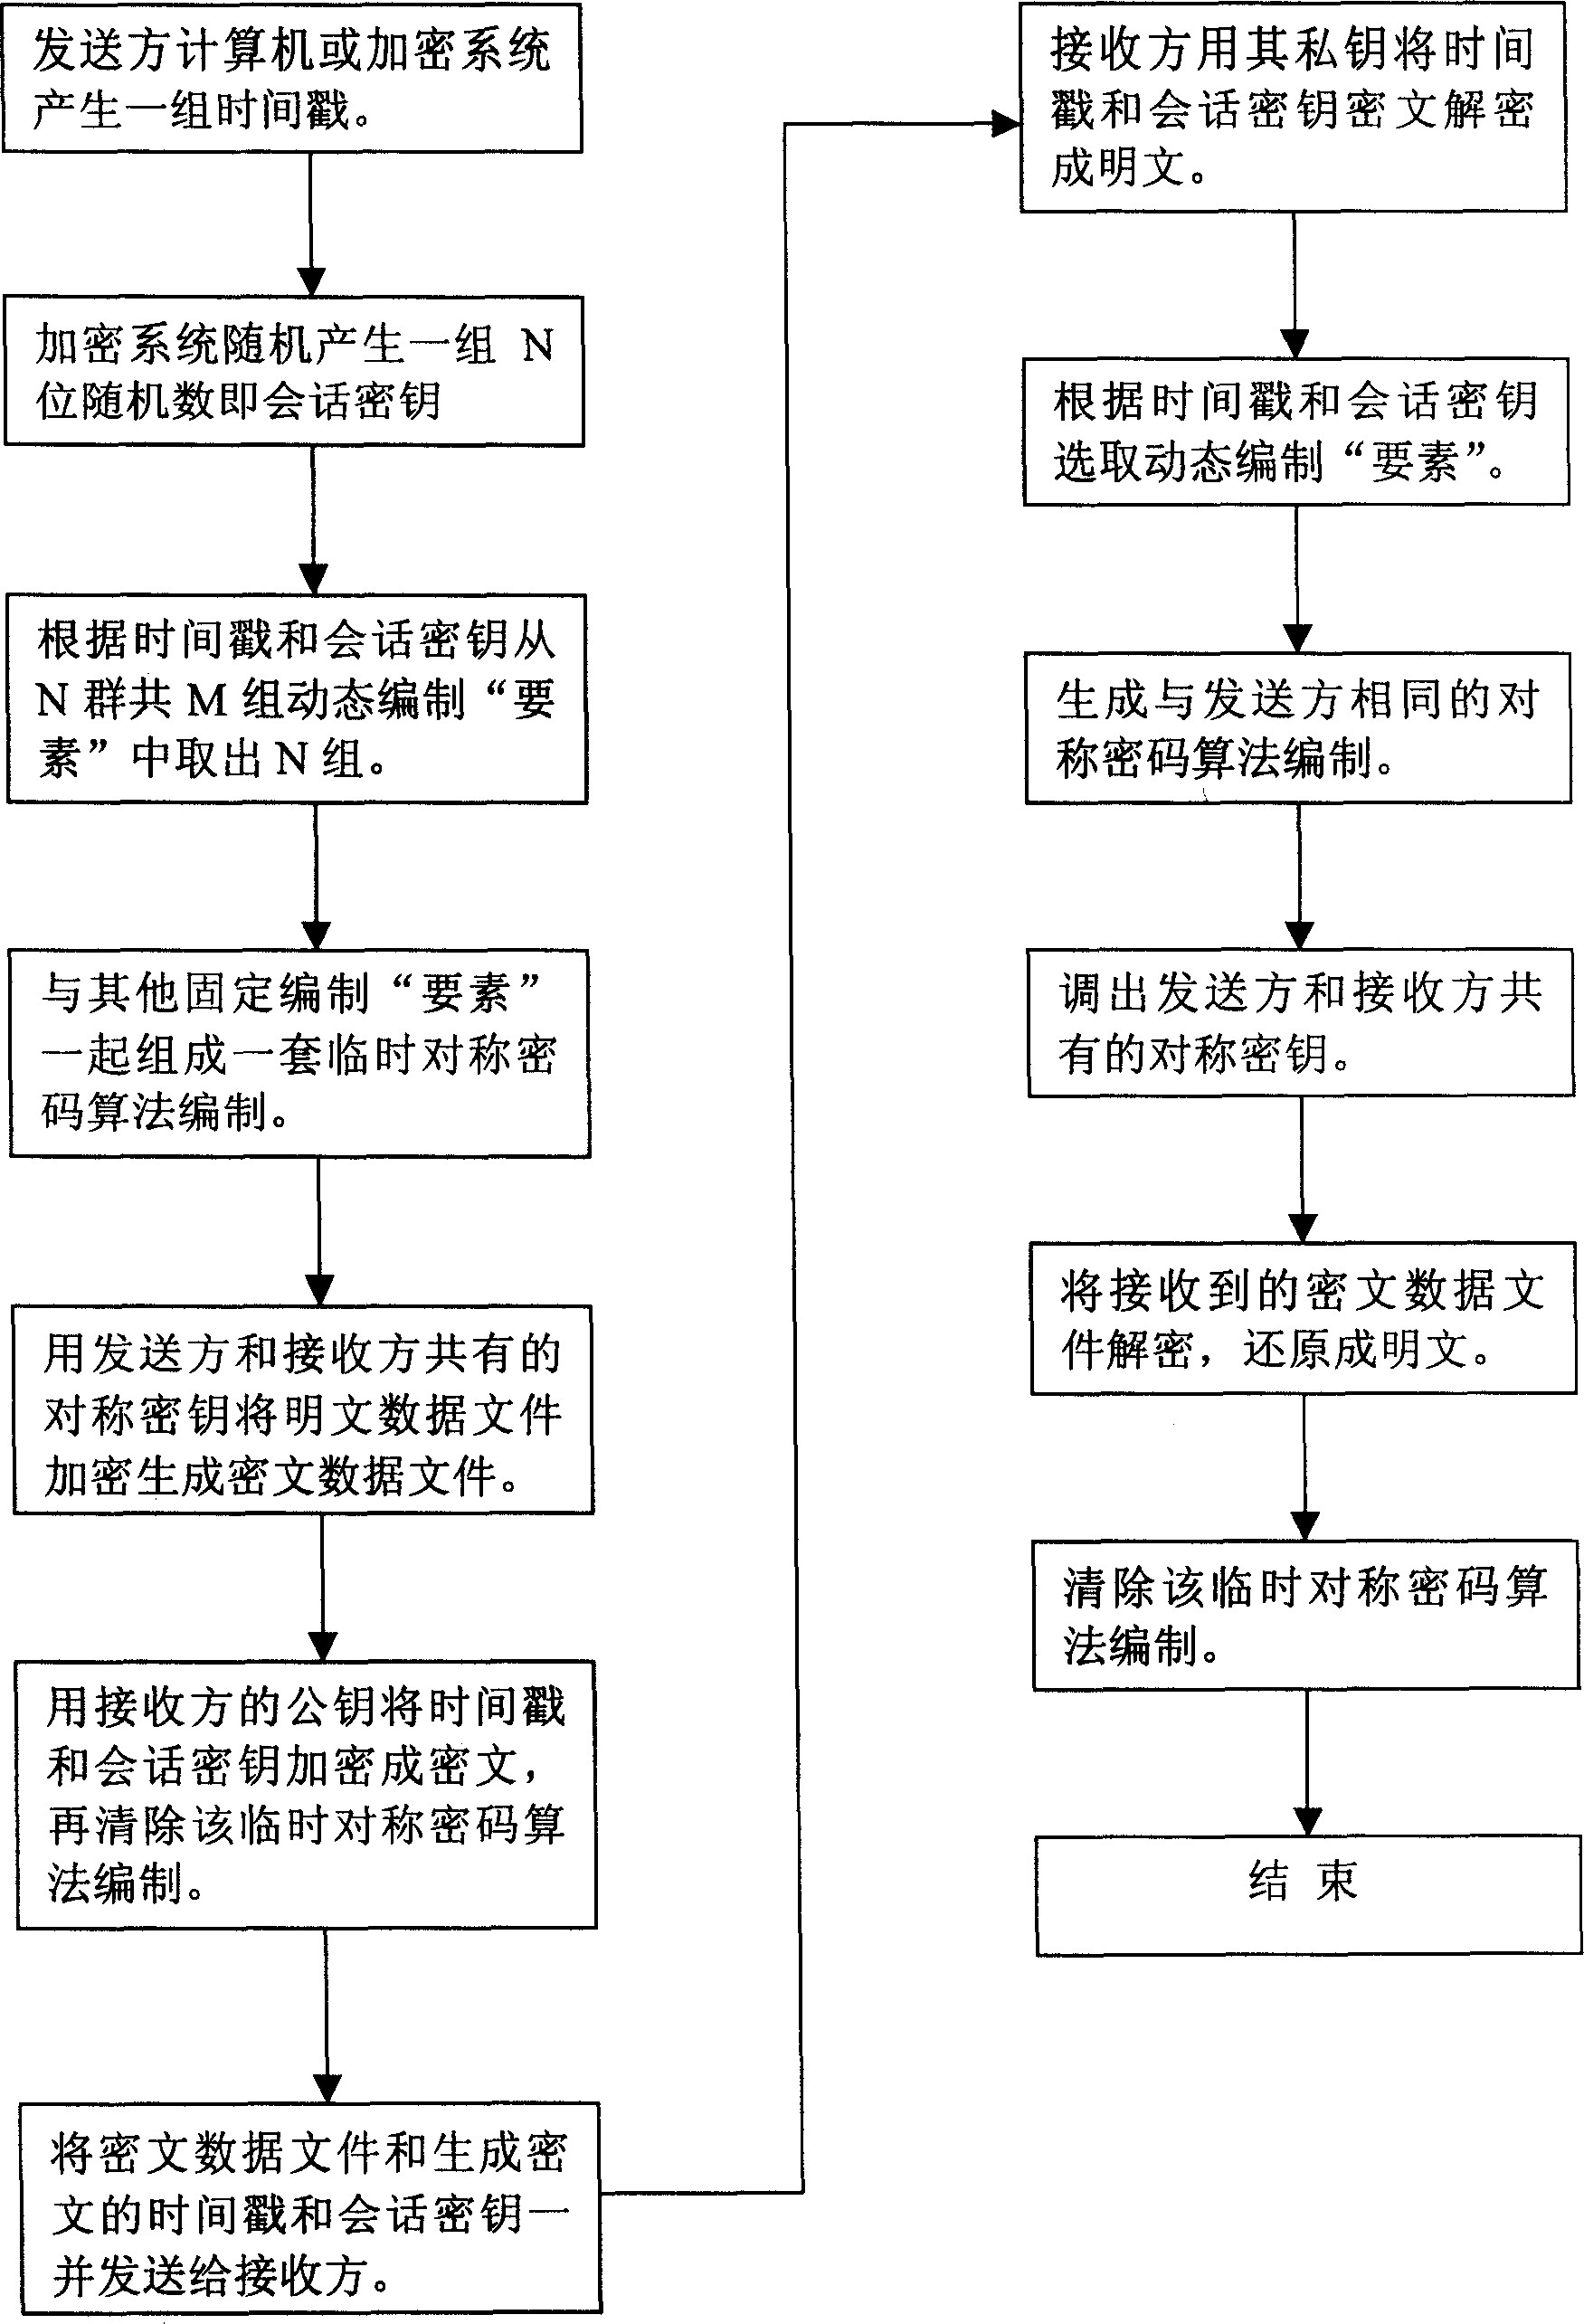 发送方计算机或加密系统
产生一组时间戳。
加密系统随机产生一组 N
位随机数即会话密钥
根据时间戳和会话密钥从
N 群共 M 组动态编制“要
素”中取出 N 组。
与其他固定编制“要素”
一起组成一套临时对称密
码算法编制。
用发送方和接收方共有的
对称密钥将明文数据文件
加密生成密文数据文件。
用接收方的公钥将时间戳
和会话密钥加密成密文，
再清除该临时对称密码算
法编制。
将密文数据文件和生成密
文的时间戳和会话密钥一
并发送给接收方。
接收方用其私钥将时间
戳和会话密钥密文解密
成明文。
根据时间戳和会话密钥
选取动态编制“要素”。
生成与发送方相同的对
称密码算法编制。
调出发送方和接收方共
有的对称密钥。
将接收到的密文数据文
件解密，还原成明文。
清除该临时对称密码算
法编制。
结 束